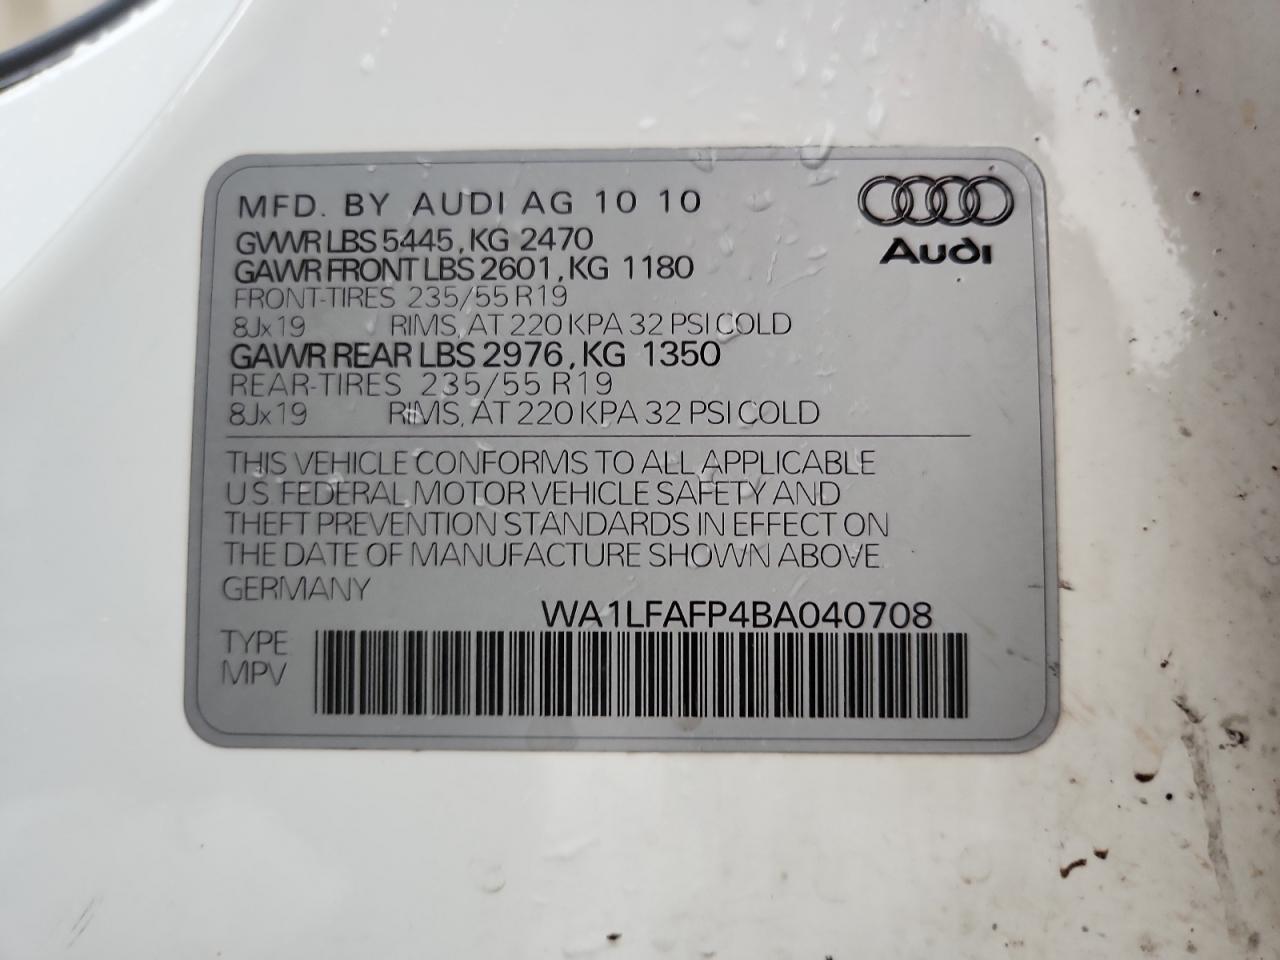 MFD. BY AUDI AG 10 10
Audi
GVWR LBS 5445, KG 2470
GAWR FRONT LBS 2601, KG 1180
FRONT-TIRES 235/55 R19
8Jx19 RIMS, AT 220 KPA 32 PSI COLD
GAWR REAR LBS 2976, KG 1350
REAR-TIRES 235/55 R19
8Jx19 RIMS, AT 220 KPA 32 PSI COLD
THIS VEHICLE CONFORMS TO ALL APPLICABLE
U.S. FEDERAL MOTOR VEHICLE SAFETY AND
THEFT PREVENTION STANDARDS IN EFFECT ON
THE DATE OF MANUFACTURE SHOWN ABOVE.
GERMANY
WA1LFAFP4BA040708
TYPE
MPV